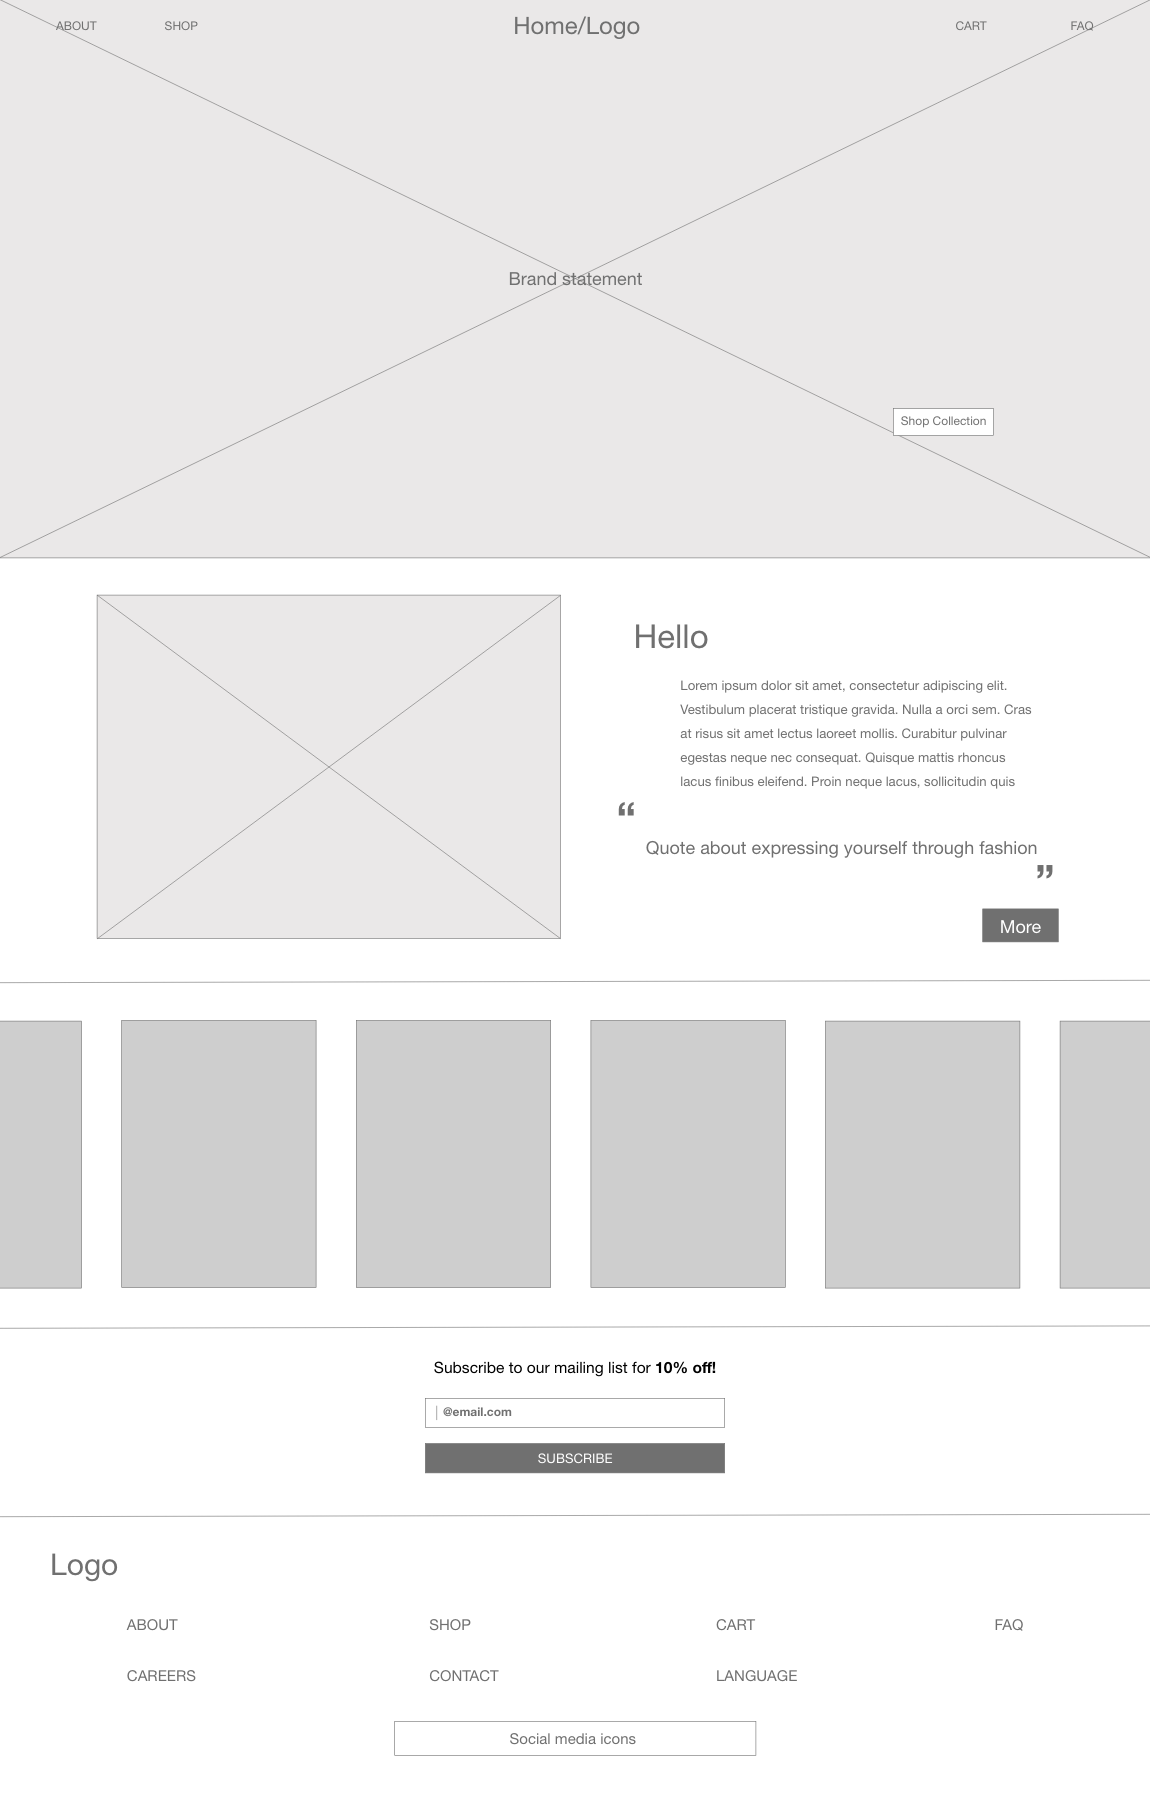 ABOUT
SHOP
Home/Logo
CART
FAQ
Brand statement
Shop Collection
Hello
Lorem ipsum dolor sit amet, consectetur adipiscing elit.
Vestibulum placerat tristique gravida. Nulla a orci sem. Cras
at risus sit amet lectus laoreet mollis. Curabitur pulvinar
egestas neque nec consequat. Quisque mattis rhoncus
lacus finibus eleifend. Proin neque lacus, sollicitudin quis
“
Quote about expressing yourself through fashion
”
More
Subscribe to our mailing list for 10% off!
@email.com
SUBSCRIBE
Logo
ABOUT
SHOP
CART
FAQ
CAREERS
CONTACT
LANGUAGE
Social media icons